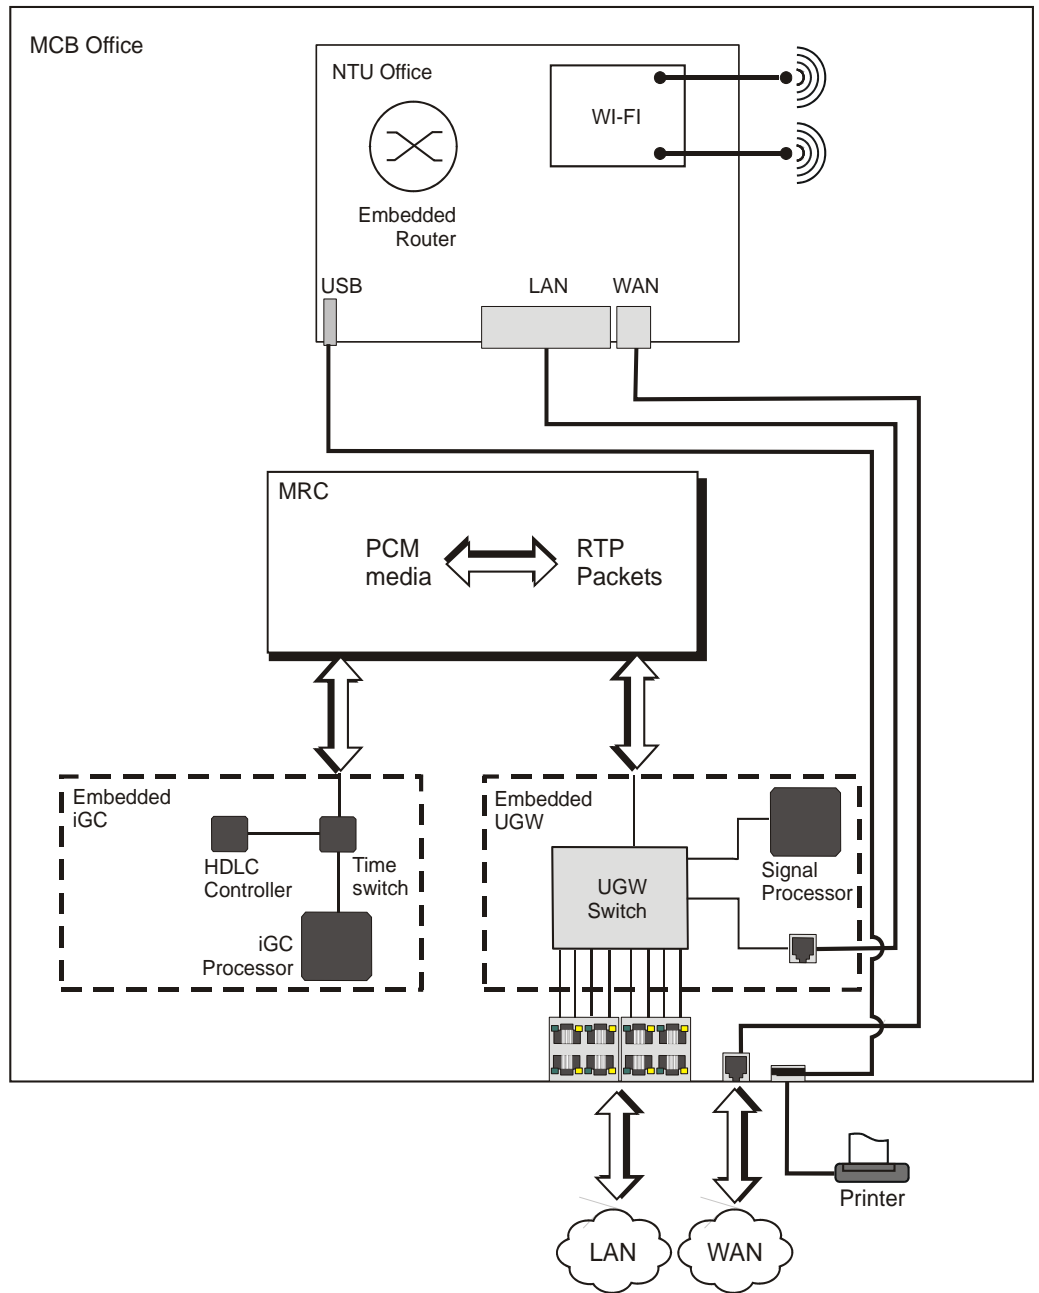 MCB Office
NTU Office
WI-FI
Embedded
Router
USB
LAN
WAN
MRC
PCM
media
RTP
Packets
Embedded
iGC
HDLC
Controller
Time
switch
iGC
Processor
Embedded
UGW
UGW
Switch
Signal
Processor
Printer
LAN
WAN